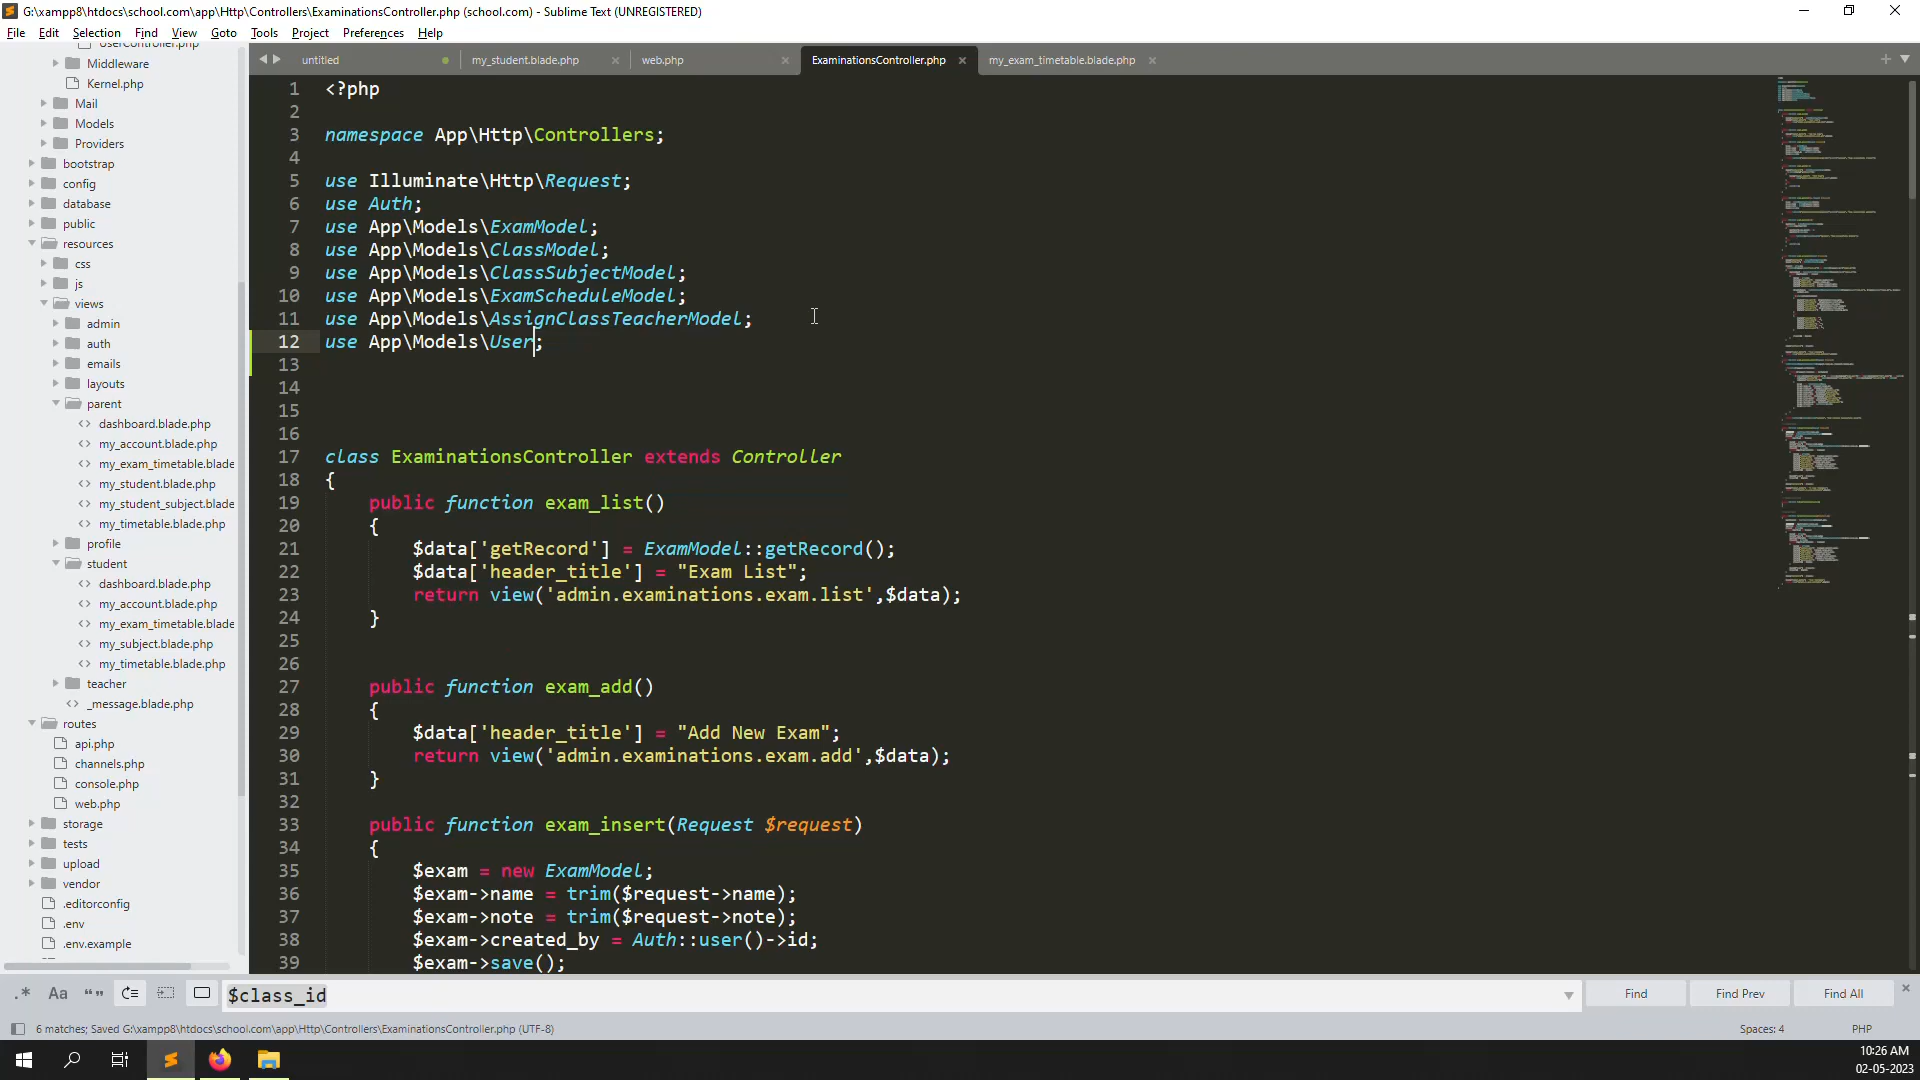 G:\xampp8\htdocs\school.com\app\Http\Controllers\ExaminationsController.php (school.com) - Sublime Text (UNREGISTERED)
File Edit Selection Find View Goto Tools Project Preferences Help
untitled my_student.blade.php web.php ExaminationsController.php my_exam_timetable.blade.php
UserController.php
Middleware
Kernel.php
Mail
Models
Providers
bootstrap
config
database
public
resources
css
js
views
admin
auth
emails
layouts
parent
dashboard.blade.php
my_account.blade.php
my_exam_timetable.blade
my_student.blade.php
my_student_subject.blade
my_timetable.blade.php
profile
student
dashboard.blade.php
my_account.blade.php
my_exam_timetable.blade
my_subject.blade.php
my_timetable.blade.php
teacher
_message.blade.php
routes
api.php
channels.php
console.php
web.php
storage
tests
upload
vendor
.editorconfig
.env
.env.example
1 <?php
2
3 namespace App\Http\Controllers;
4
5 use Illuminate\Http\Request;
6 use Auth;
7 use App\Models\ExamModel;
8 use App\Models\ClassModel;
9 use App\Models\ClassSubjectModel;
10 use App\Models\ExamScheduleModel;
11 use App\Models\AssignClassTeacherModel;
12 use App\Models\User;
13
14
15
16
17 class ExaminationsController extends Controller
18 {
19 public function exam_list()
20 {
21 $data['getRecord'] = ExamModel::getRecord();
22 $data['header_title'] = "Exam List";
23 return view('admin.examinations.exam.list',$data);
24 }
25
26
27 public function exam_add()
28 {
29 $data['header_title'] = "Add New Exam";
30 return view('admin.examinations.exam.add',$data);
31 }
32
33 public function exam_insert(Request $request)
34 {
35 $exam = new ExamModel;
36 $exam->name = trim($request->name);
37 $exam->note = trim($request->note);
38 $exam->created_by = Auth::user()->id;
39 $exam->save();
.* Aa “” $class_id Find Find Prev Find All
6 matches; Saved G:\xampp8\htdocs\school.com\app\Http\Controllers\ExaminationsController.php (UTF-8) Spaces: 4 PHP
10:26 AM
02-05-2023